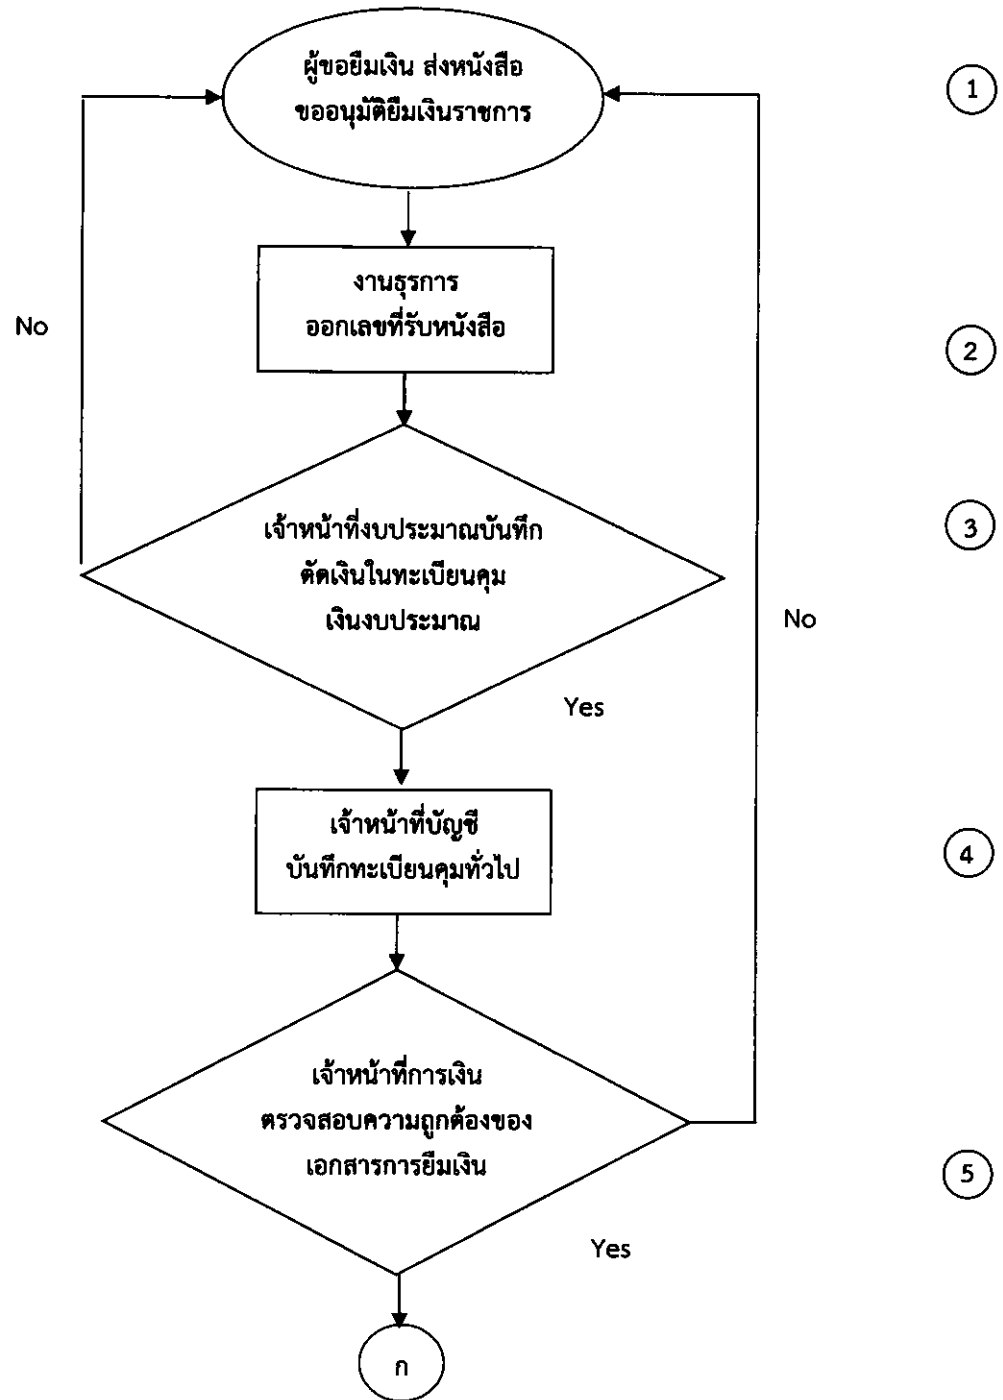 ผู้ขอยืมเงิน ส่งหนังสือ
ขออนุมัติยืมเงินราชการ
1
งานธุรการ
ออกเลขที่รับหนังสือ
No
2
เจ้าหน้าที่งบประมาณบันทึก
ตัดเงินในทะเบียนคุม
เงินงบประมาณ
3
No
Yes
เจ้าหน้าที่บัญชี
บันทึกทะเบียนคุมทั่วไป
4
เจ้าหน้าที่การเงิน
ตรวจสอบความถูกต้องของ
เอกสารการยืมเงิน
5
Yes
ก